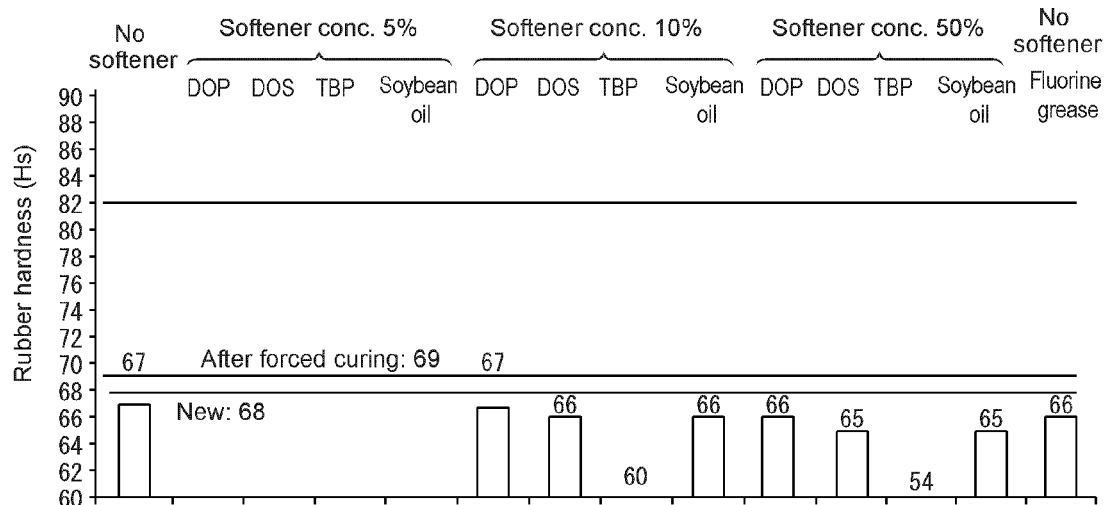 No softener
Softener conc. 5%
Softener conc. 10%
Softener conc. 50%
No softener
DOP DOS TBP Soybean oil
DOP DOS TBP Soybean oil
DOP DOS TBP Soybean oil
Fluorine grease
Rubber hardness (Hs)
90
88
86
84
82
80
78
76
74
72
70
68
66
64
62
60
67
After forced curing: 69
67
New: 68
66
60
66
66
65
54
65
66